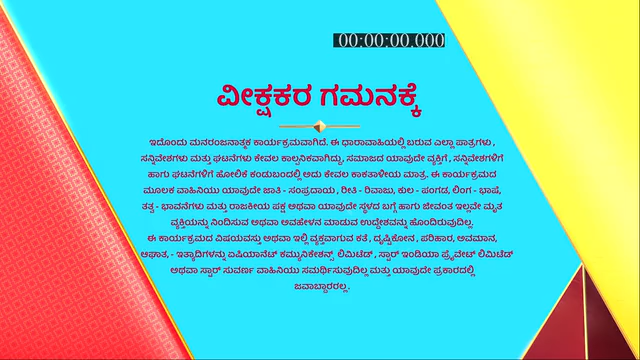 00:00:00.000
ವೀಕ್ಷಕರ ಗಮನಕ್ಕೆ
ಇದೊಂದು ಮನರಂಜನಾತ್ಮಕ ಕಾರ್ಯಕ್ರಮವಾಗಿದೆ. ಈ ಧಾರಾವಾಹಿಯಲ್ಲಿ ಬರುವ ಎಲ್ಲಾ ಪಾತ್ರಗಳು ,
ಸನ್ನಿವೇಶಗಳು ಮತ್ತು ಘಟನೆಗಳು ಕೇವಲ ಕಾಲ್ಪನಿಕವಾಗಿದ್ದು, ಸಮಾಜದ ಯಾವುದೇ ವ್ಯಕ್ತಿಗೆ , ಸನ್ನಿವೇಶಗಳಿಗೆ
ಹಾಗು ಘಟನೆಗಳಿಗೆ ಹೋಲಿಕೆ ಕಂಡುಬಂದಲ್ಲಿ ಅದು ಕೇವಲ ಕಾಕತಾಳೀಯ ಮಾತ್ರ. ಈ ಕಾರ್ಯಕ್ರಮದ
ಮೂಲಕ ವಾಹಿನಿಯು ಯಾವುದೇ ಜಾತಿ - ಸಂಪ್ರದಾಯ , ರೀತಿ - ರಿವಾಜು, ಕುಲ - ಪಂಗಡ, ಲಿಂಗ - ಭಾಷೆ,
ತತ್ವ - ಭಾವನೆಗಳು ಮತ್ತು ರಾಜಕೀಯ ಪಕ್ಷ ಅಥವಾ ಯಾವುದೇ ಸ್ಥಳದ ಬಗ್ಗೆ ಹಾಗು ಜೀವಂತ ಇಲ್ಲವೇ ಮೃತ
ವ್ಯಕ್ತಿಯನ್ನು ನಿಂದಿಸುವ ಅಥವಾ ಅವಹೇಳನ ಮಾಡುವ ಉದ್ದೇಶವನ್ನು ಹೊಂದಿರುವುದಿಲ್ಲ.
ಈ ಕಾರ್ಯಕ್ರಮದ ವಿಷಯವಸ್ತು ಅಥವಾ ಇಲ್ಲಿ ವ್ಯಕ್ತವಾಗುವ ಕತೆ , ದೃಷ್ಟಿಕೋನ , ಪರಿಹಾರ, ಅವಮಾನ,
ಆಘಾತ, - ಇತ್ಯಾದಿಗಳನ್ನು ಏಷಿಯಾನೆಟ್ ಕಮ್ಯುನಿಕೇಶನ್ಸ್ ಲಿಮಿಟೆಡ್ , ಸ್ಟಾರ್ ಇಂಡಿಯಾ ಪ್ರೈವೇಟ್ ಲಿಮಿಟೆಡ್
ಅಥವಾ ಸ್ಟಾರ್ ಸುವರ್ಣ ವಾಹಿನಿಯು ಸಮರ್ಥಿಸುವುದಿಲ್ಲ ಮತ್ತು ಯಾವುದೇ ಪ್ರಕಾರದಲ್ಲಿ
ಜವಾಬ್ದಾರರಲ್ಲ.